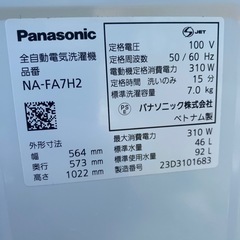 Panasonic
全自動電気洗濯機
品番
NA-FA7H2
外形寸法
幅 564 mm
奥行 573 mm
高さ 1022 mm
JET
定格電圧 100 V
定格周波数 50 / 60 Hz
電動機定格消費電力 310 W
定格洗濯時間 15 分
標準洗濯容量 7.0 kg
PS E
パナソニック株式会社
ベトナム製
最大消費電力 310 W
標準水量 46 L
標準使用水量 92 L
23D3101683